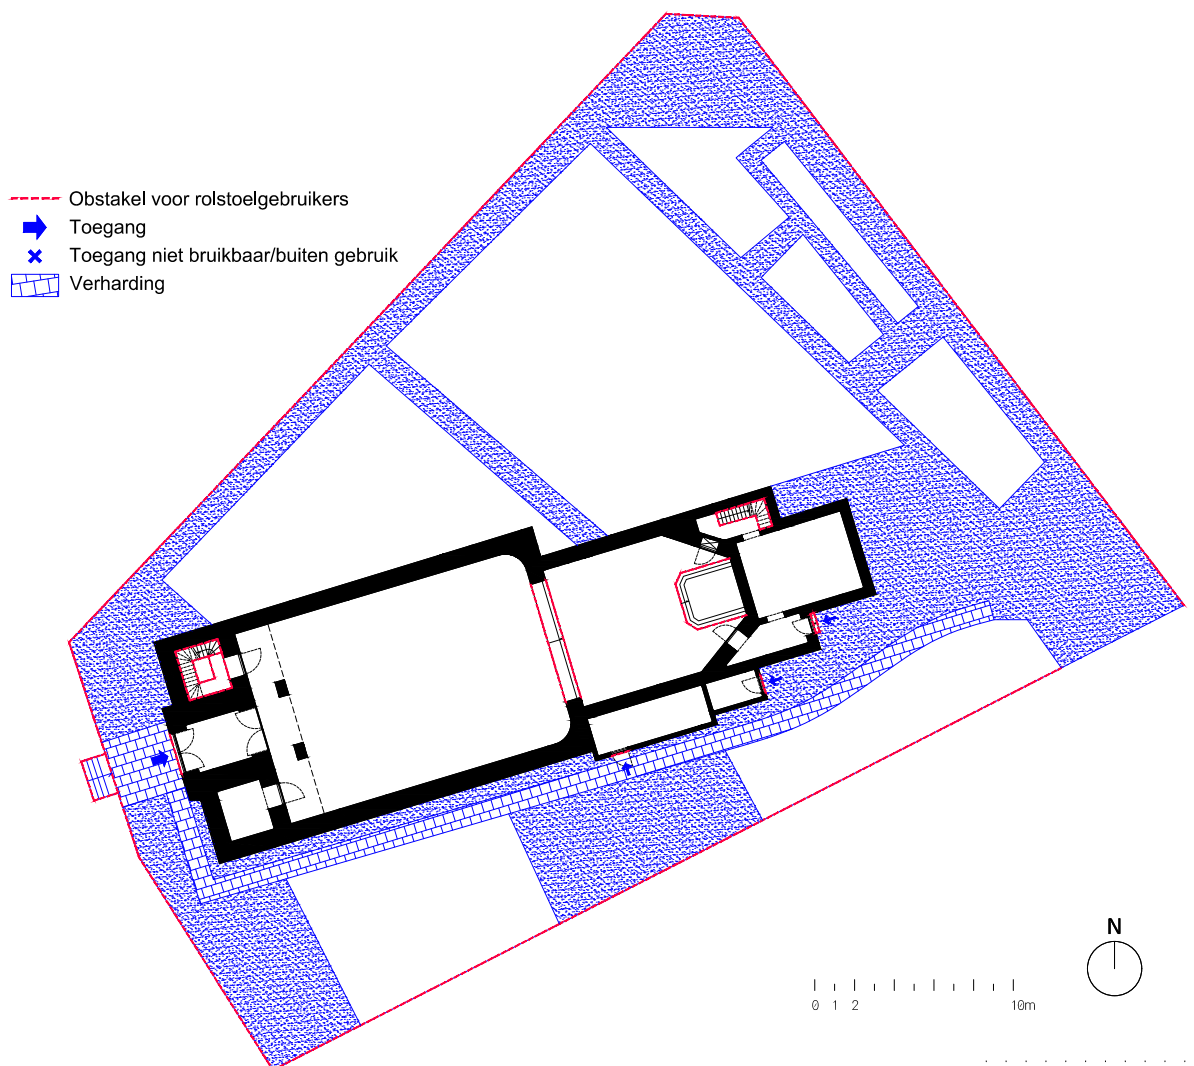 Obstakel voor rolstoelgebruikers
Toegang
Toegang niet bruikbaar/buiten gebruik
Verharding
N
0 1 2 10m